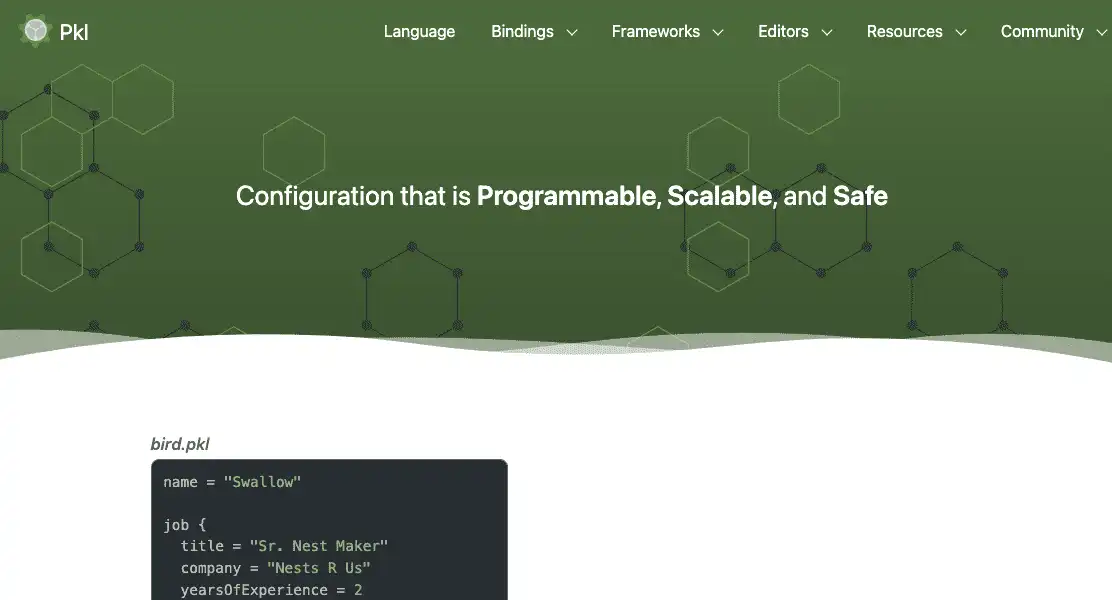 Pkl
Language Bindings Frameworks Editors Resources Community
Configuration that is Programmable, Scalable, and Safe
bird.pkl
name = "Swallow"
job {
title = "Sr. Nest Maker"
company = "Nests R Us"
yearsOfExperience = 2